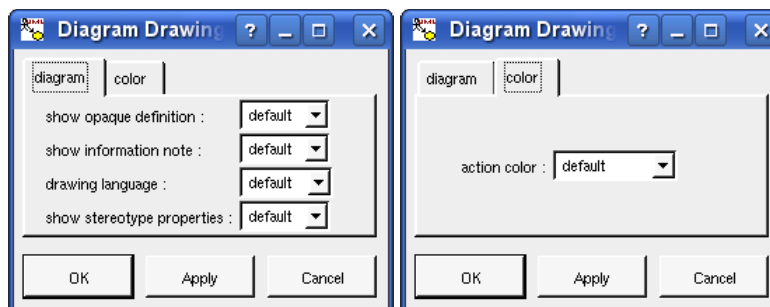 Diagram Drawing
diagram color
show opaque definition : default
show information note : default
drawing language : default
show stereotype properties : default
OK Apply Cancel
Diagram Drawing
diagram color
action color : default
OK Apply Cancel